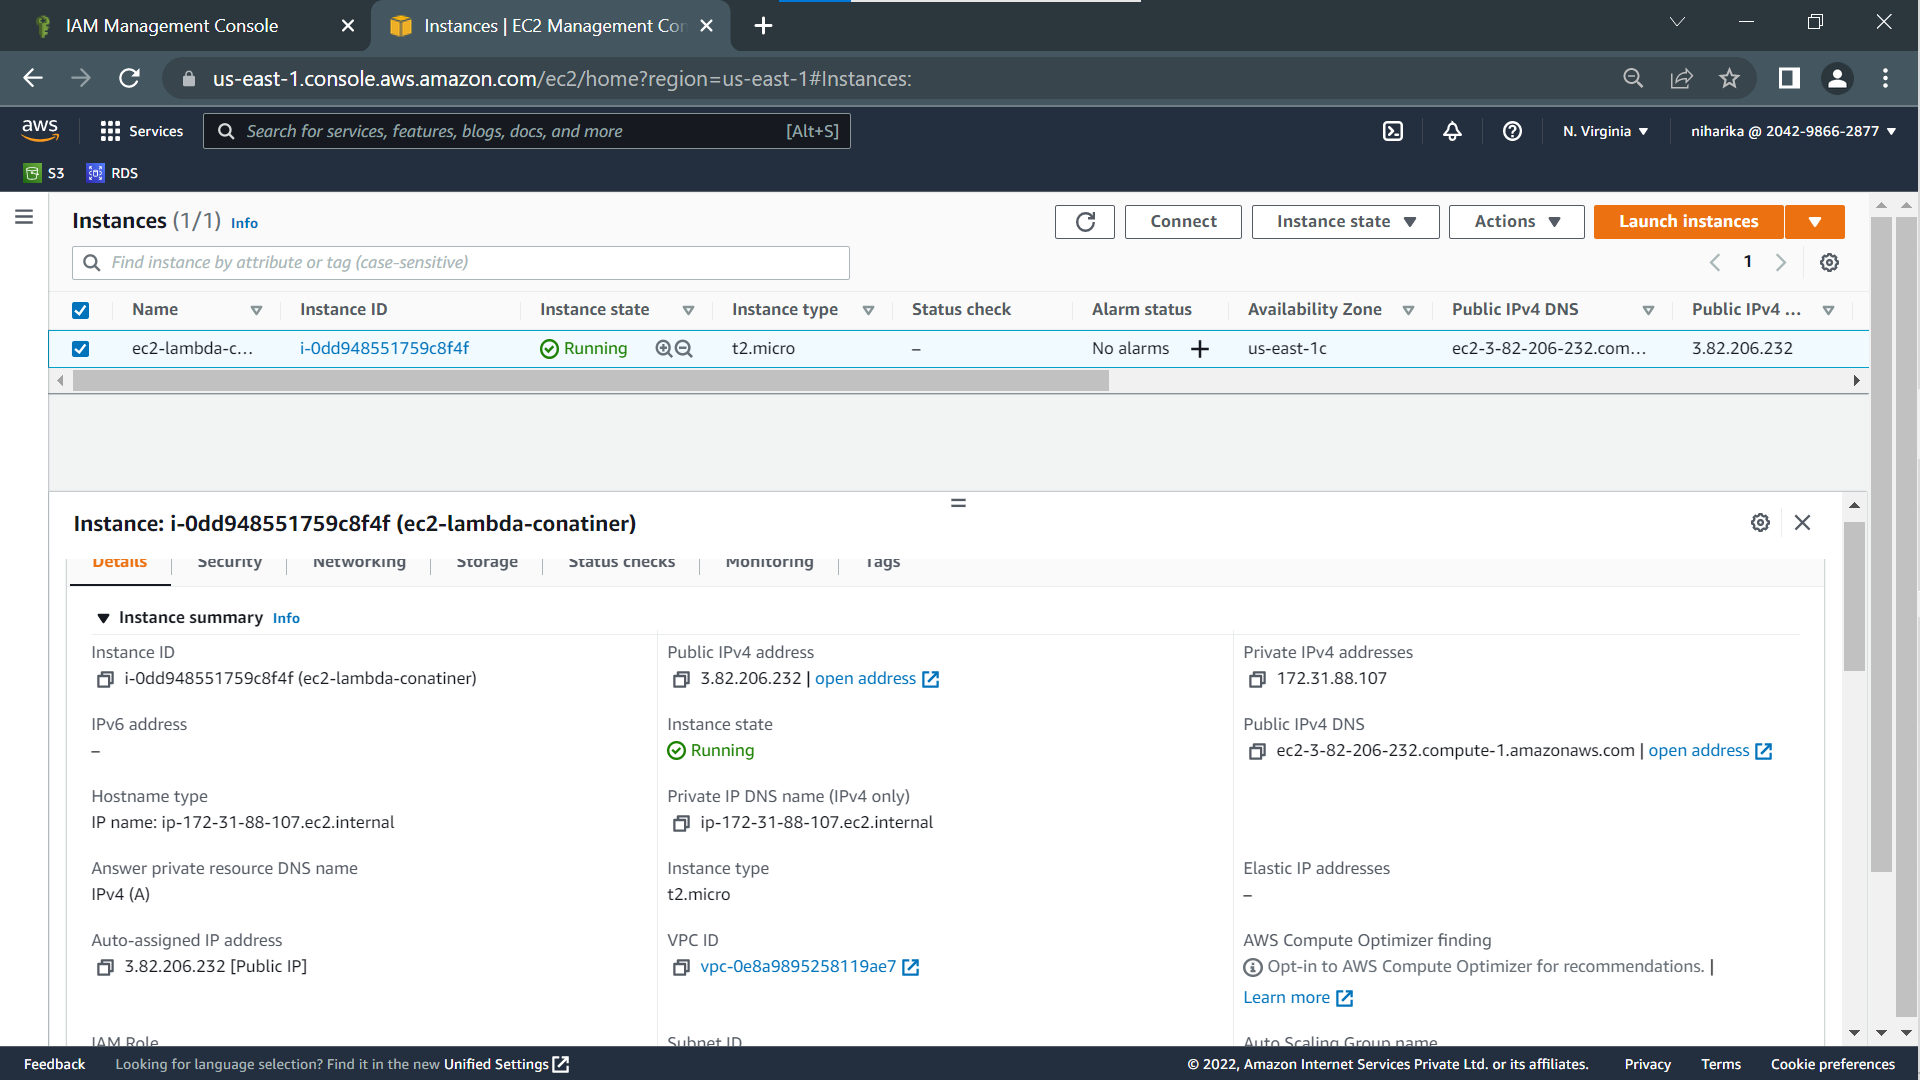 IAM Management Console
Instances | EC2 Management Con
us-east-1.console.aws.amazon.com/ec2/home?region=us-east-1#Instances:
aws Services Search for services, features, blogs, docs, and more [Alt+S] N. Virginia ▼ niharika @ 2042-9866-2877 ▼
S3 RDS
Instances (1/1) Info Connect Instance state ▼ Actions ▼ Launch instances ▼
Find instance by attribute or tag (case-sensitive) 1
Name Instance ID Instance state Instance type Status check Alarm status Availability Zone Public IPv4 DNS Public IPv4 ...
ec2-lambda-c... i-0dd948551759c8f4f Running t2.micro – No alarms + us-east-1c ec2-3-82-206-232.com... 3.82.206.232
Instance: i-0dd948551759c8f4f (ec2-lambda-conatiner)
Details Security Networking Storage Status checks Monitoring Tags
▼ Instance summary Info
Instance ID Public IPv4 address Private IPv4 addresses
i-0dd948551759c8f4f (ec2-lambda-conatiner) 3.82.206.232 | open address 172.31.88.107
IPv6 address Instance state Public IPv4 DNS
– Running ec2-3-82-206-232.compute-1.amazonaws.com | open address
Hostname type Private IP DNS name (IPv4 only)
IP name: ip-172-31-88-107.ec2.internal ip-172-31-88-107.ec2.internal
Answer private resource DNS name Instance type Elastic IP addresses
IPv4 (A) t2.micro –
Auto-assigned IP address VPC ID AWS Compute Optimizer finding
3.82.206.232 [Public IP] vpc-0e8a9895258119ae7 Opt-in to AWS Compute Optimizer for recommendations. |
Learn more
IAM Role Subnet ID Auto Scaling Group name
Feedback Looking for language selection? Find it in the new Unified Settings © 2022, Amazon Internet Services Private Ltd. or its affiliates. Privacy Terms Cookie preferences